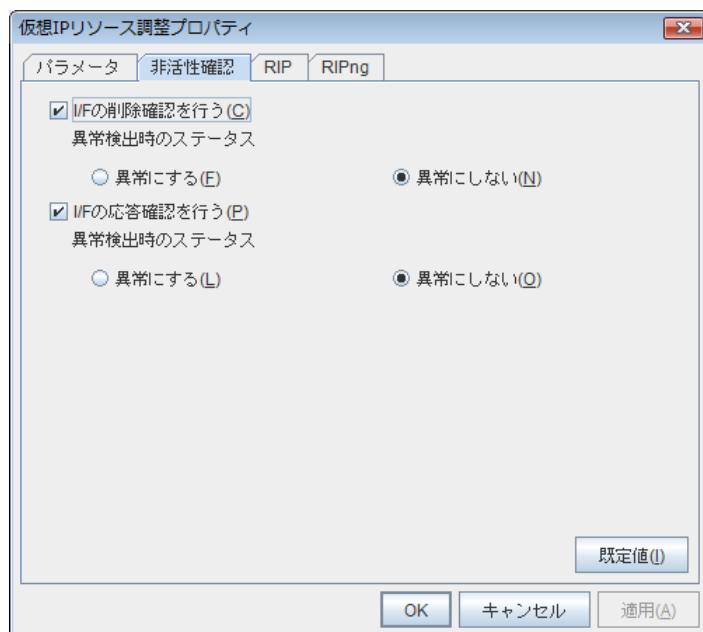 仮想IPリソース調整プロパティ
パラメータ 非活性確認 RIP RIPng
I/Fの削除確認を行う(C)
異常検出時のステータス
異常にする(F) 異常にしない(N)
I/Fの応答確認を行う(P)
異常検出時のステータス
異常にする(L) 異常にしない(O)
既定値(I)
OK キャンセル 適用(A)